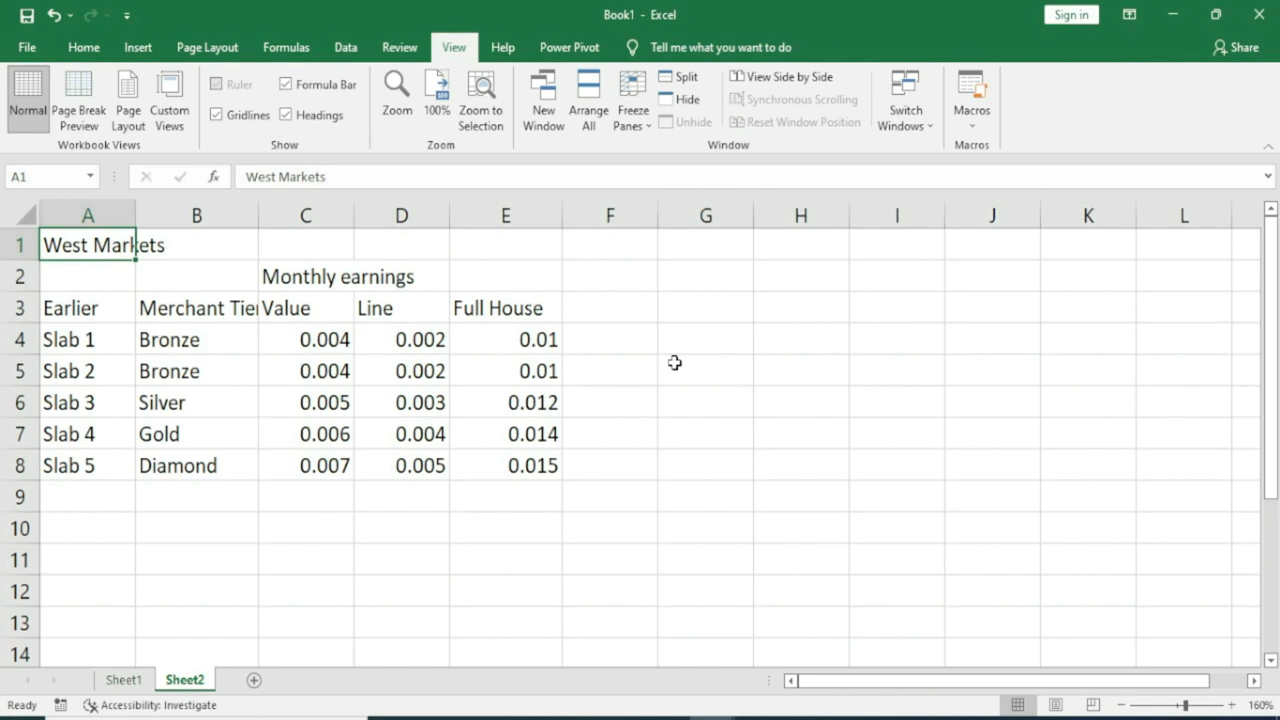 Book1 - Excel
Sign in
File Home Insert Page Layout Formulas Data Review View Help Power Pivot Tell me what you want to do Share
Normal Page Break Preview Page Layout Custom Views
Ruler Formula Bar
Gridlines Headings
Zoom 100% Zoom to Selection
New Window Arrange All Freeze Panes
Split View Side by Side
Hide Synchronous Scrolling
Unhide Reset Window Position
Switch Windows Macros
Workbook Views Show Zoom Window Macros
A1 fx West Markets
A B C D E F G H I J K L
1 West Markets
2 Monthly earnings
3 Earlier Merchant Tier Value Line Full House
4 Slab 1 Bronze 0.004 0.002 0.01
5 Slab 2 Bronze 0.004 0.002 0.01
6 Slab 3 Silver 0.005 0.003 0.012
7 Slab 4 Gold 0.006 0.004 0.014
8 Slab 5 Diamond 0.007 0.005 0.015
9
10
11
12
13
14
Sheet1 Sheet2
Ready Accessibility: Investigate 160%